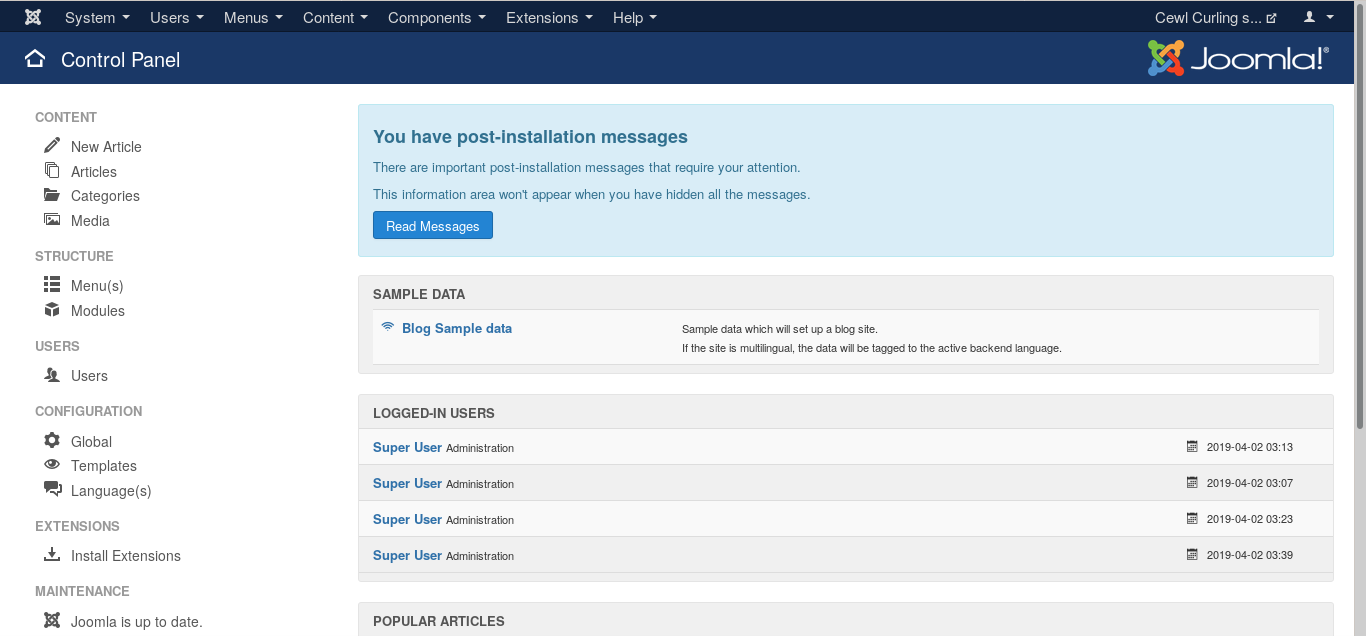 System Users Menus Content Components Extensions Help Cewl Curling s...
Control Panel Joomla!®
CONTENT
New Article
Articles
Categories
Media
STRUCTURE
Menu(s)
Modules
USERS
Users
CONFIGURATION
Global
Templates
Language(s)
EXTENSIONS
Install Extensions
MAINTENANCE
Joomla is up to date.
You have post-installation messages
There are important post-installation messages that require your attention.
This information area won't appear when you have hidden all the messages.
Read Messages
SAMPLE DATA
Blog Sample data
Sample data which will set up a blog site.
If the site is multilingual, the data will be tagged to the active backend language.
LOGGED-IN USERS
Super User Administration 2019-04-02 03:13
Super User Administration 2019-04-02 03:07
Super User Administration 2019-04-02 03:23
Super User Administration 2019-04-02 03:39
POPULAR ARTICLES